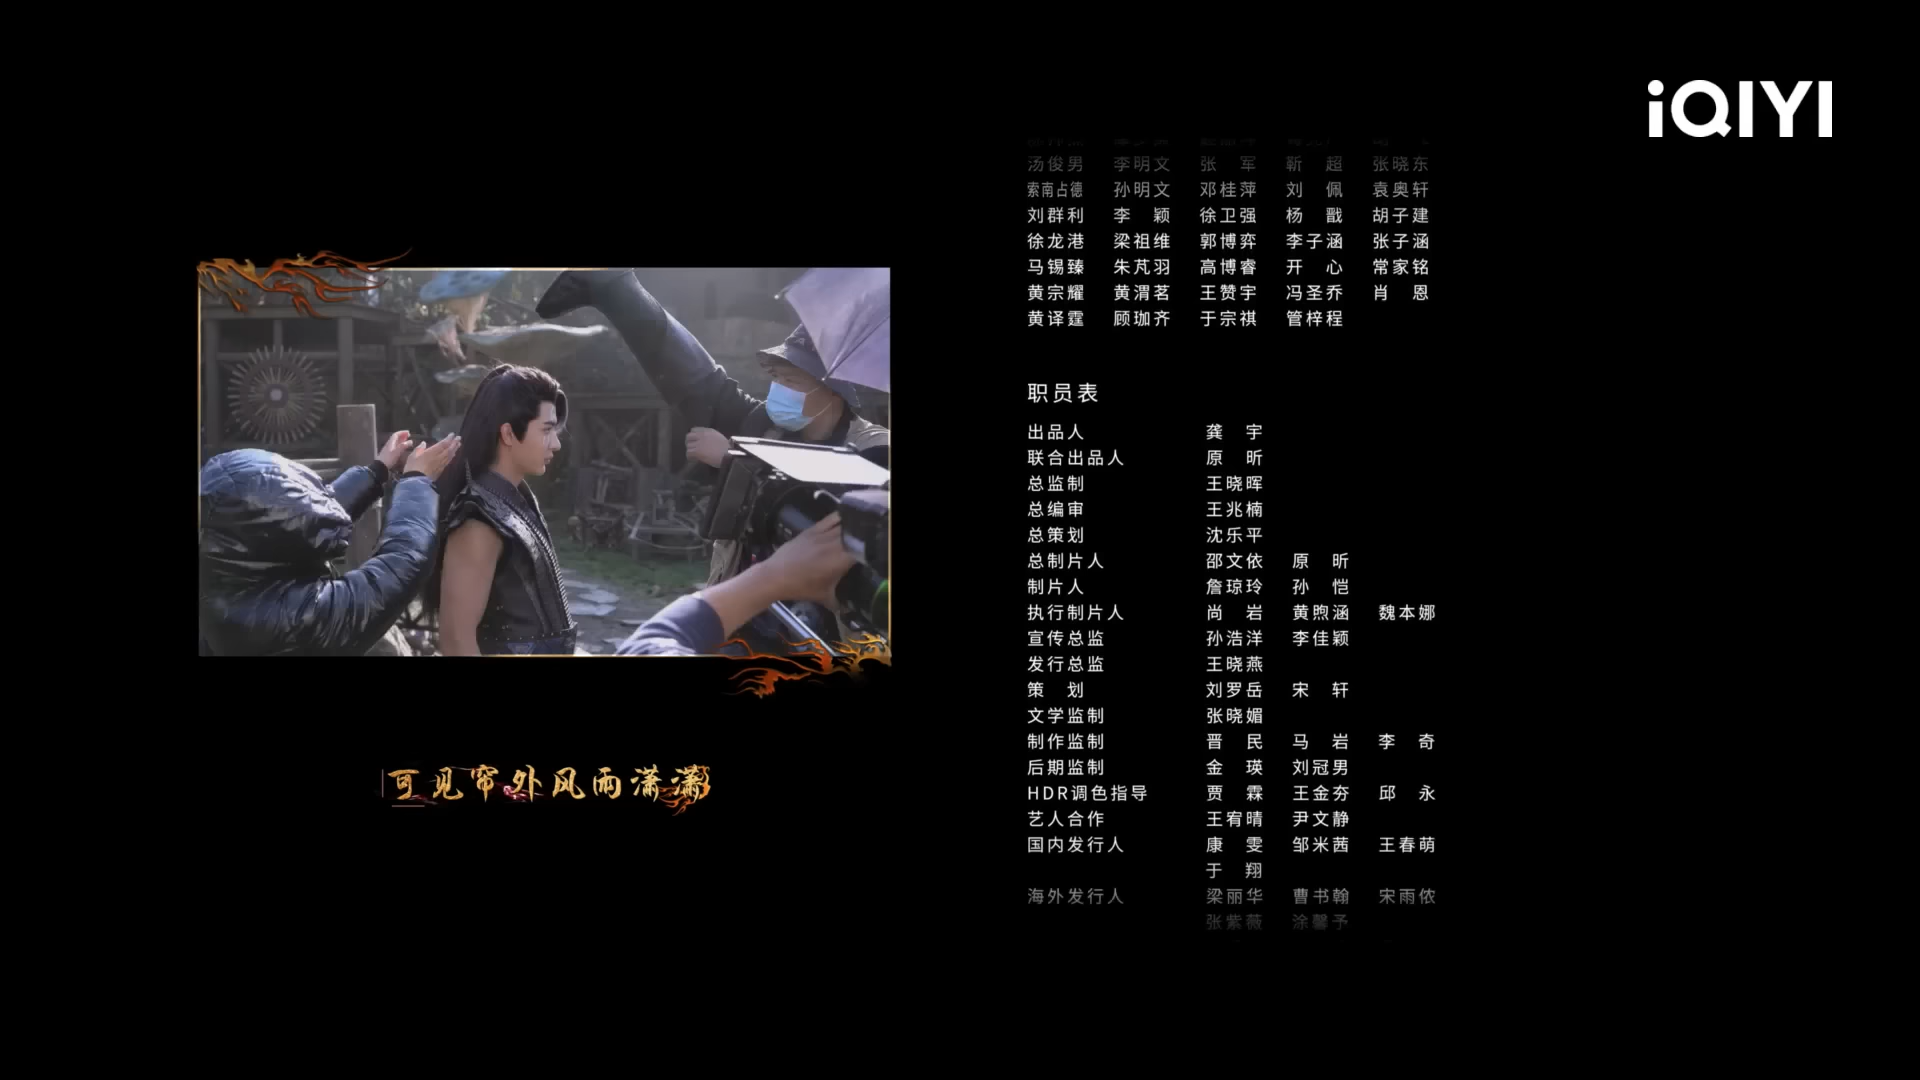 iQIYI
汤俊男 李明文 张 军 靳 超 张晓东
索南占德 孙明文 邓桂萍 刘 佩 袁奥轩
刘群利 李 颖 徐卫强 杨 戬 胡子建
徐龙港 梁祖维 郭博弈 李子涵 张子涵
马锡臻 朱芃羽 高博睿 开 心 常家铭
黄宗耀 黄渭茗 王赞宇 冯圣乔 肖 恩
黄译霆 顾珈齐 于宗祺 管梓程
职员表
出品人 龚 宇
联合出品人 原 昕
总监制 王晓晖
总编审 王兆楠
总策划 沈乐平
总制片人 邵文依 原 昕
制片人 詹琼玲 孙 恺
执行制片人 尚 岩 黄煦涵 魏本娜
宣传总监 孙浩洋 李佳颖
发行总监 王晓燕
策 划 刘罗岳 宋 轩
文学监制 张晓媚
制作监制 晋 民 马 岩 李 奇
后期监制 金 瑛 刘冠男
HDR调色指导 贾 霖 王金夯 邱 永
艺人合作 王宥晴 尹文静
国内发行人 康 雯 邹米茜 王春萌
于 翔
海外发行人 梁丽华 曹书翰 宋雨侬
张紫薇 涂馨予
可见帘外风雨潇潇